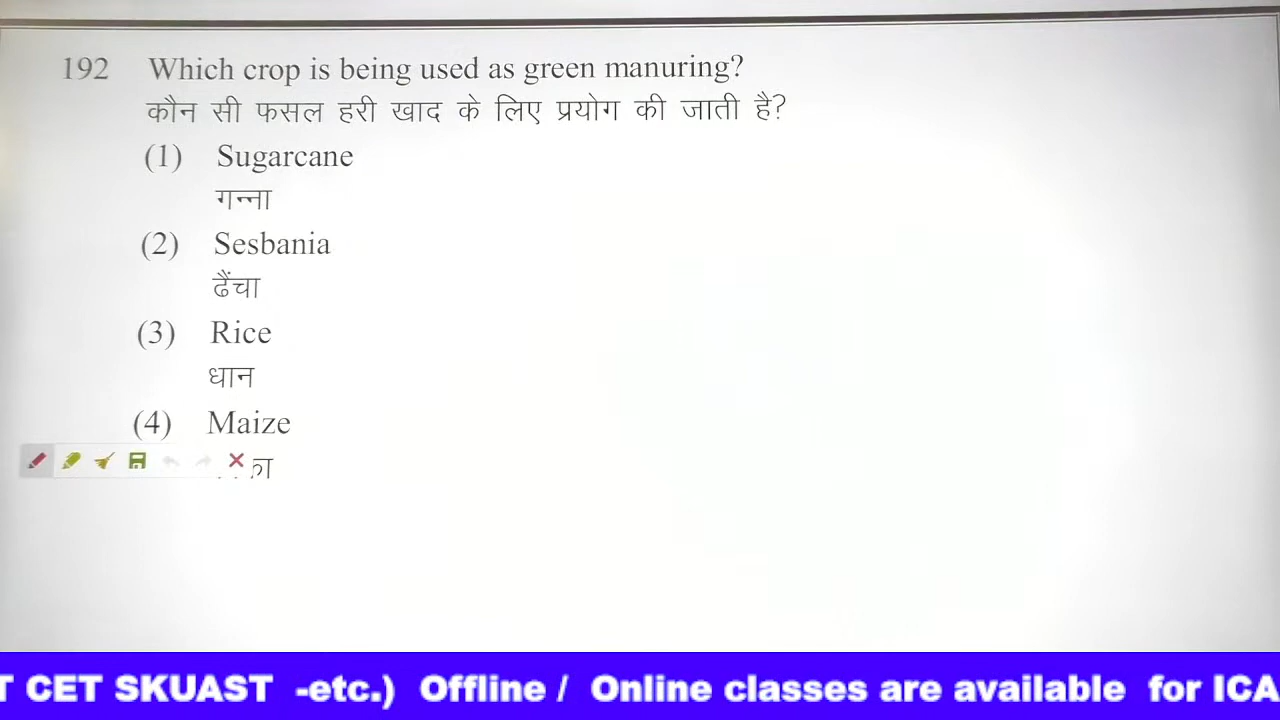 192 Which crop is being used as green manuring?
कौन सी फसल हरी खाद के लिए प्रयोग की जाती है?
(1) Sugarcane
गन्ना
(2) Sesbania
ढैंचा
(3) Rice
धान
(4) Maize
T CET SKUAST -etc.) Offline / Online classes are available for ICA